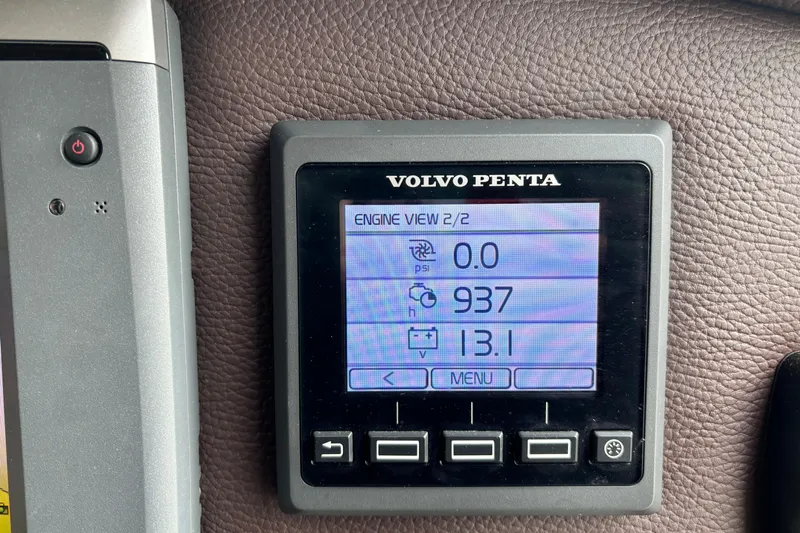 VOLVO PENTA
ENGINE VIEW 2/2
psi 0.0
h 937
- +
V 13.1
< MENU